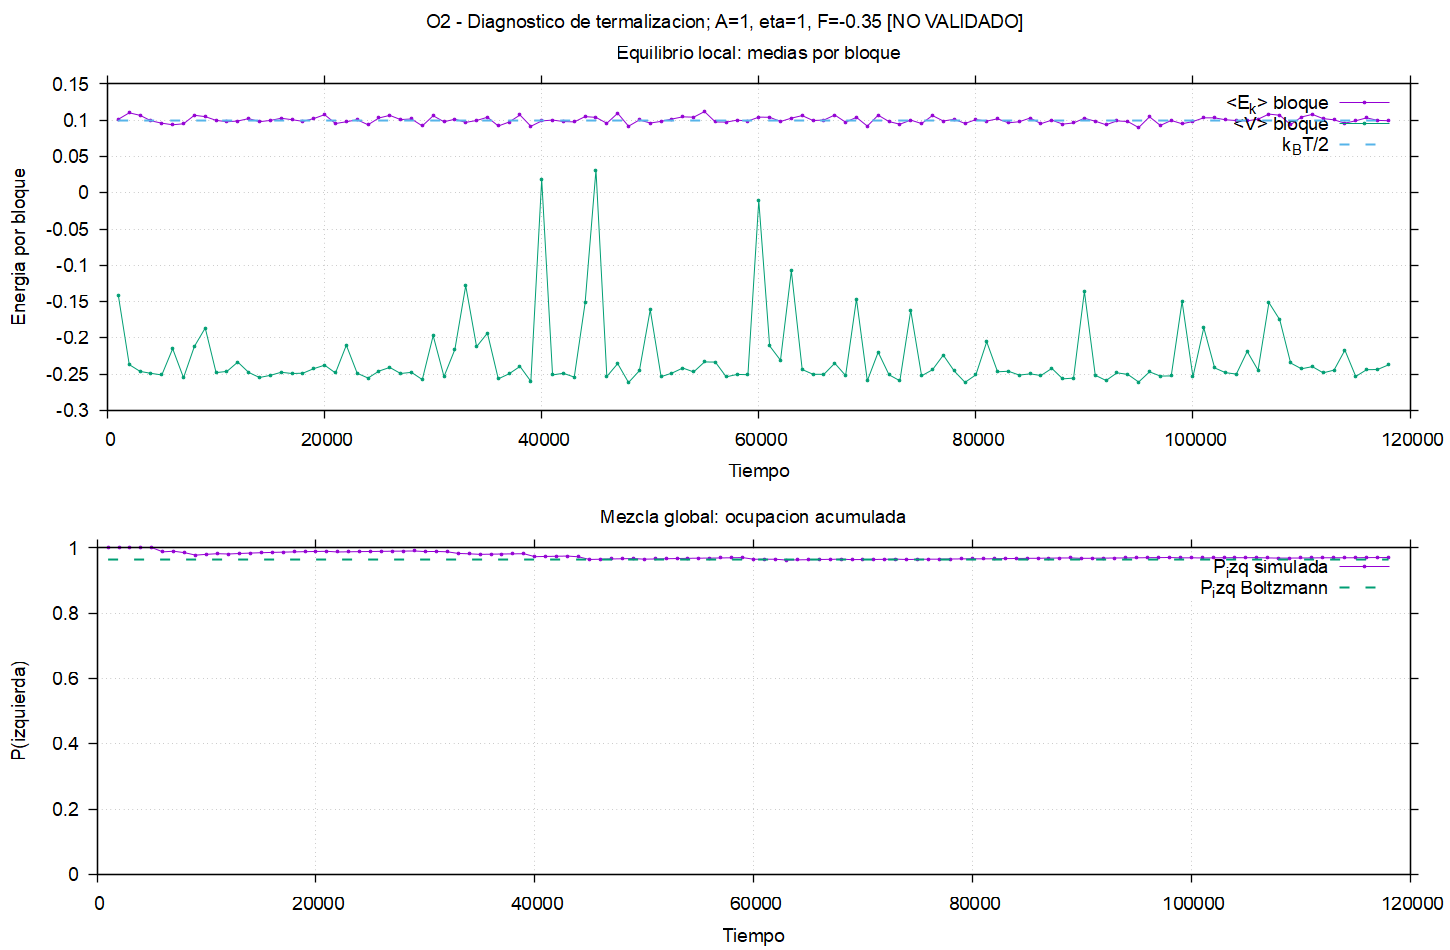 O2 - Diagnostico de termalizacion; A=1, eta=1, F=-0.35 [NO VALIDADO]
Equilibrio local: medias por bloque
0.15
0.1
0.05
0
-0.05
-0.1
-0.15
-0.2
-0.25
-0.3
Energia por bloque
<Ek> bloque
<V> bloque
kBT/2
0 20000 40000 60000 80000 100000 120000
Tiempo
Mezcla global: ocupacion acumulada
1
0.8
0.6
0.4
0.2
0
P(izquierda)
Pizq simulada
Pizq Boltzmann
0 20000 40000 60000 80000 100000 120000
Tiempo